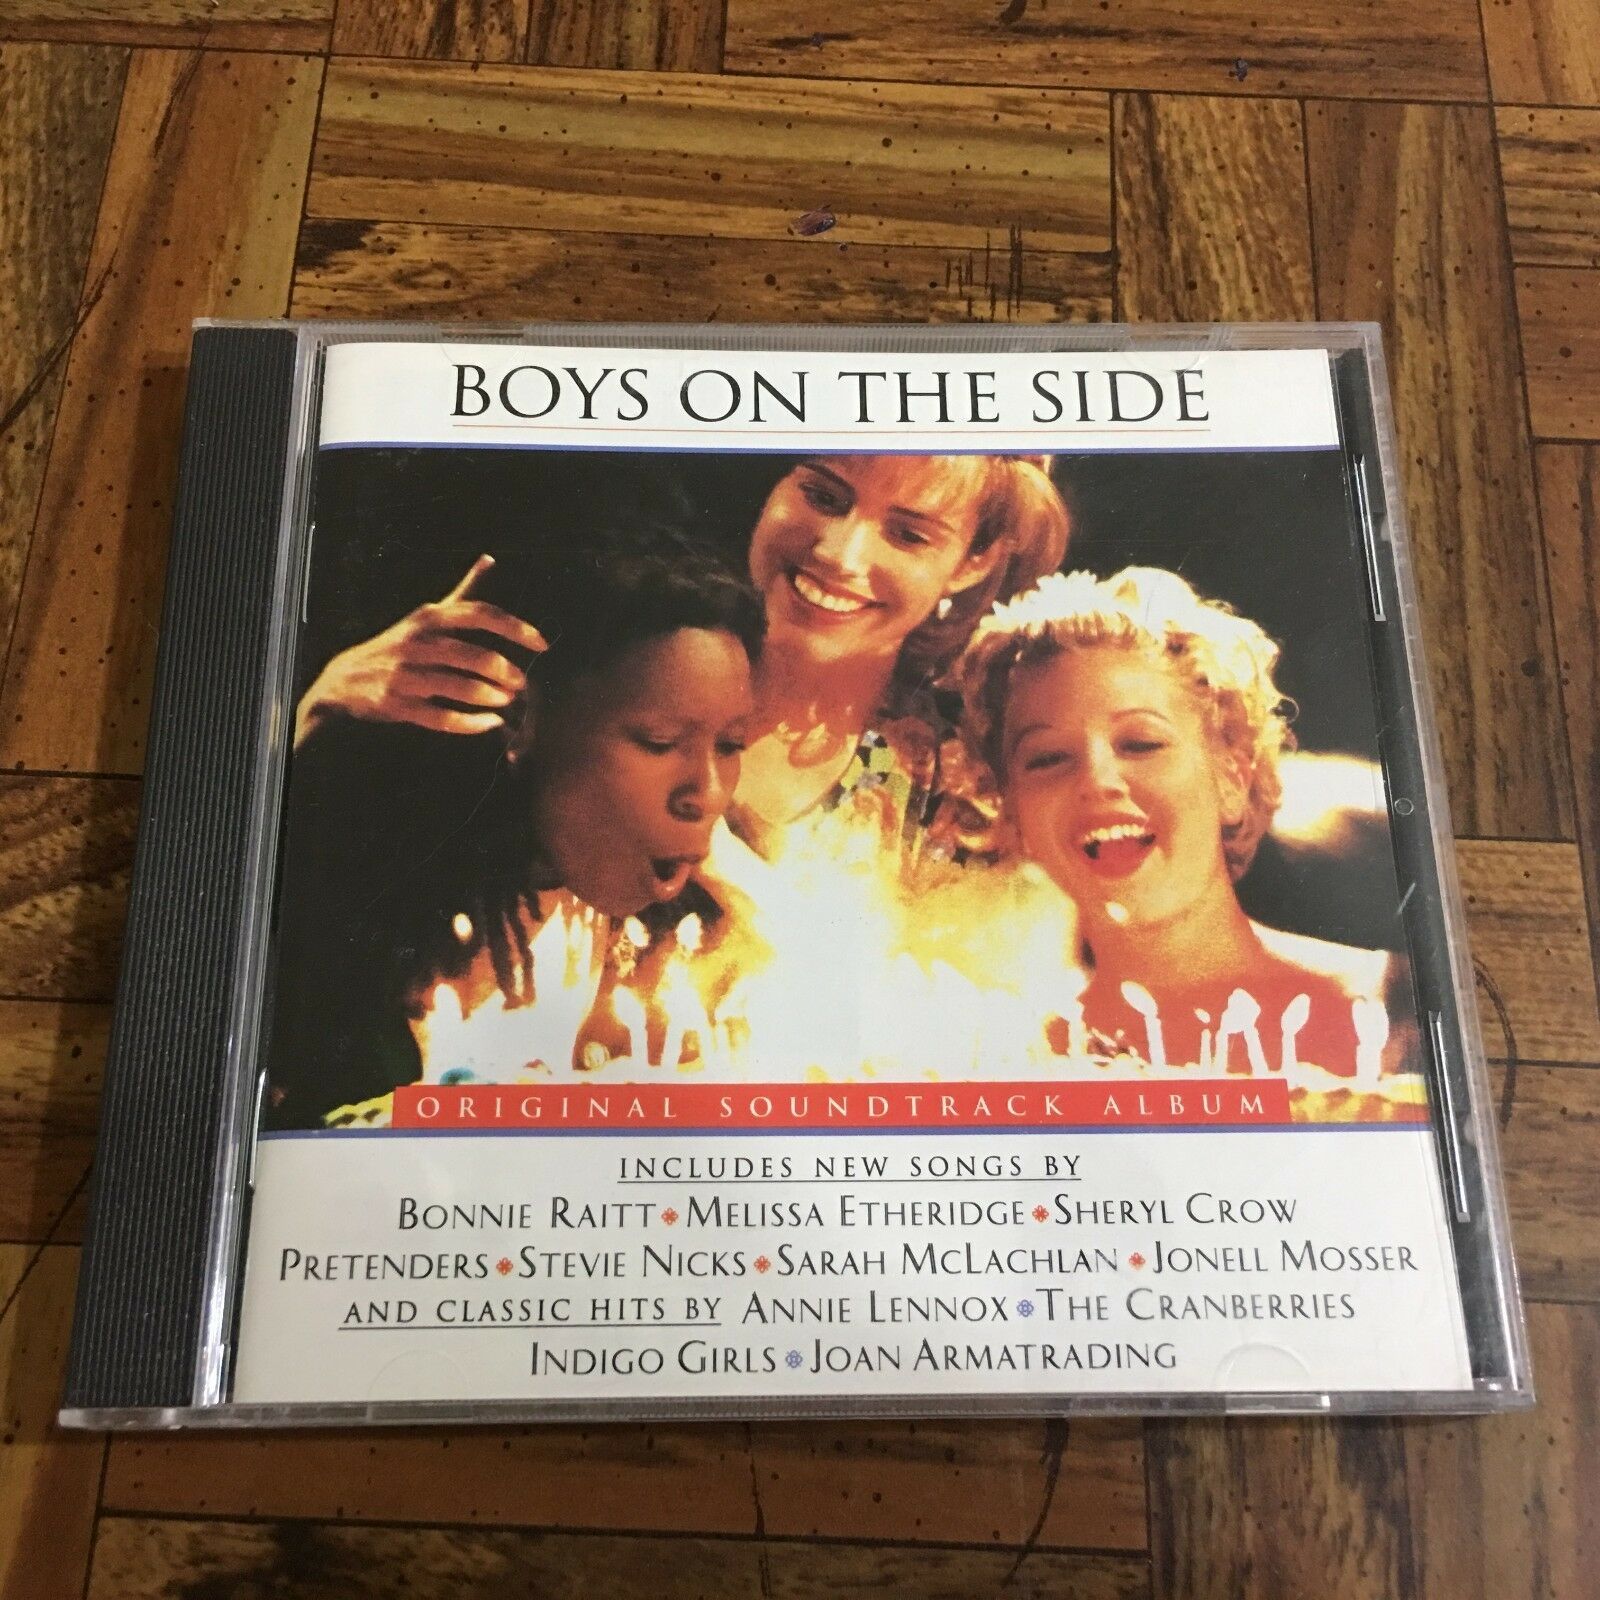 BOYS ON THE SIDE
ORIGINAL SOUNDTRACK ALBUM
INCLUDES NEW SONGS BY
BONNIE RAITT MELISSA ETHERIDGE SHERYL CROW
PRETENDERS STEVIE NICKS SARAH MCLACHLAN JONELL MOSSER
AND CLASSIC HITS BY ANNIE LENNOX THE CRANBERRIES
INDIGO GIRLS JOAN ARMATRADING